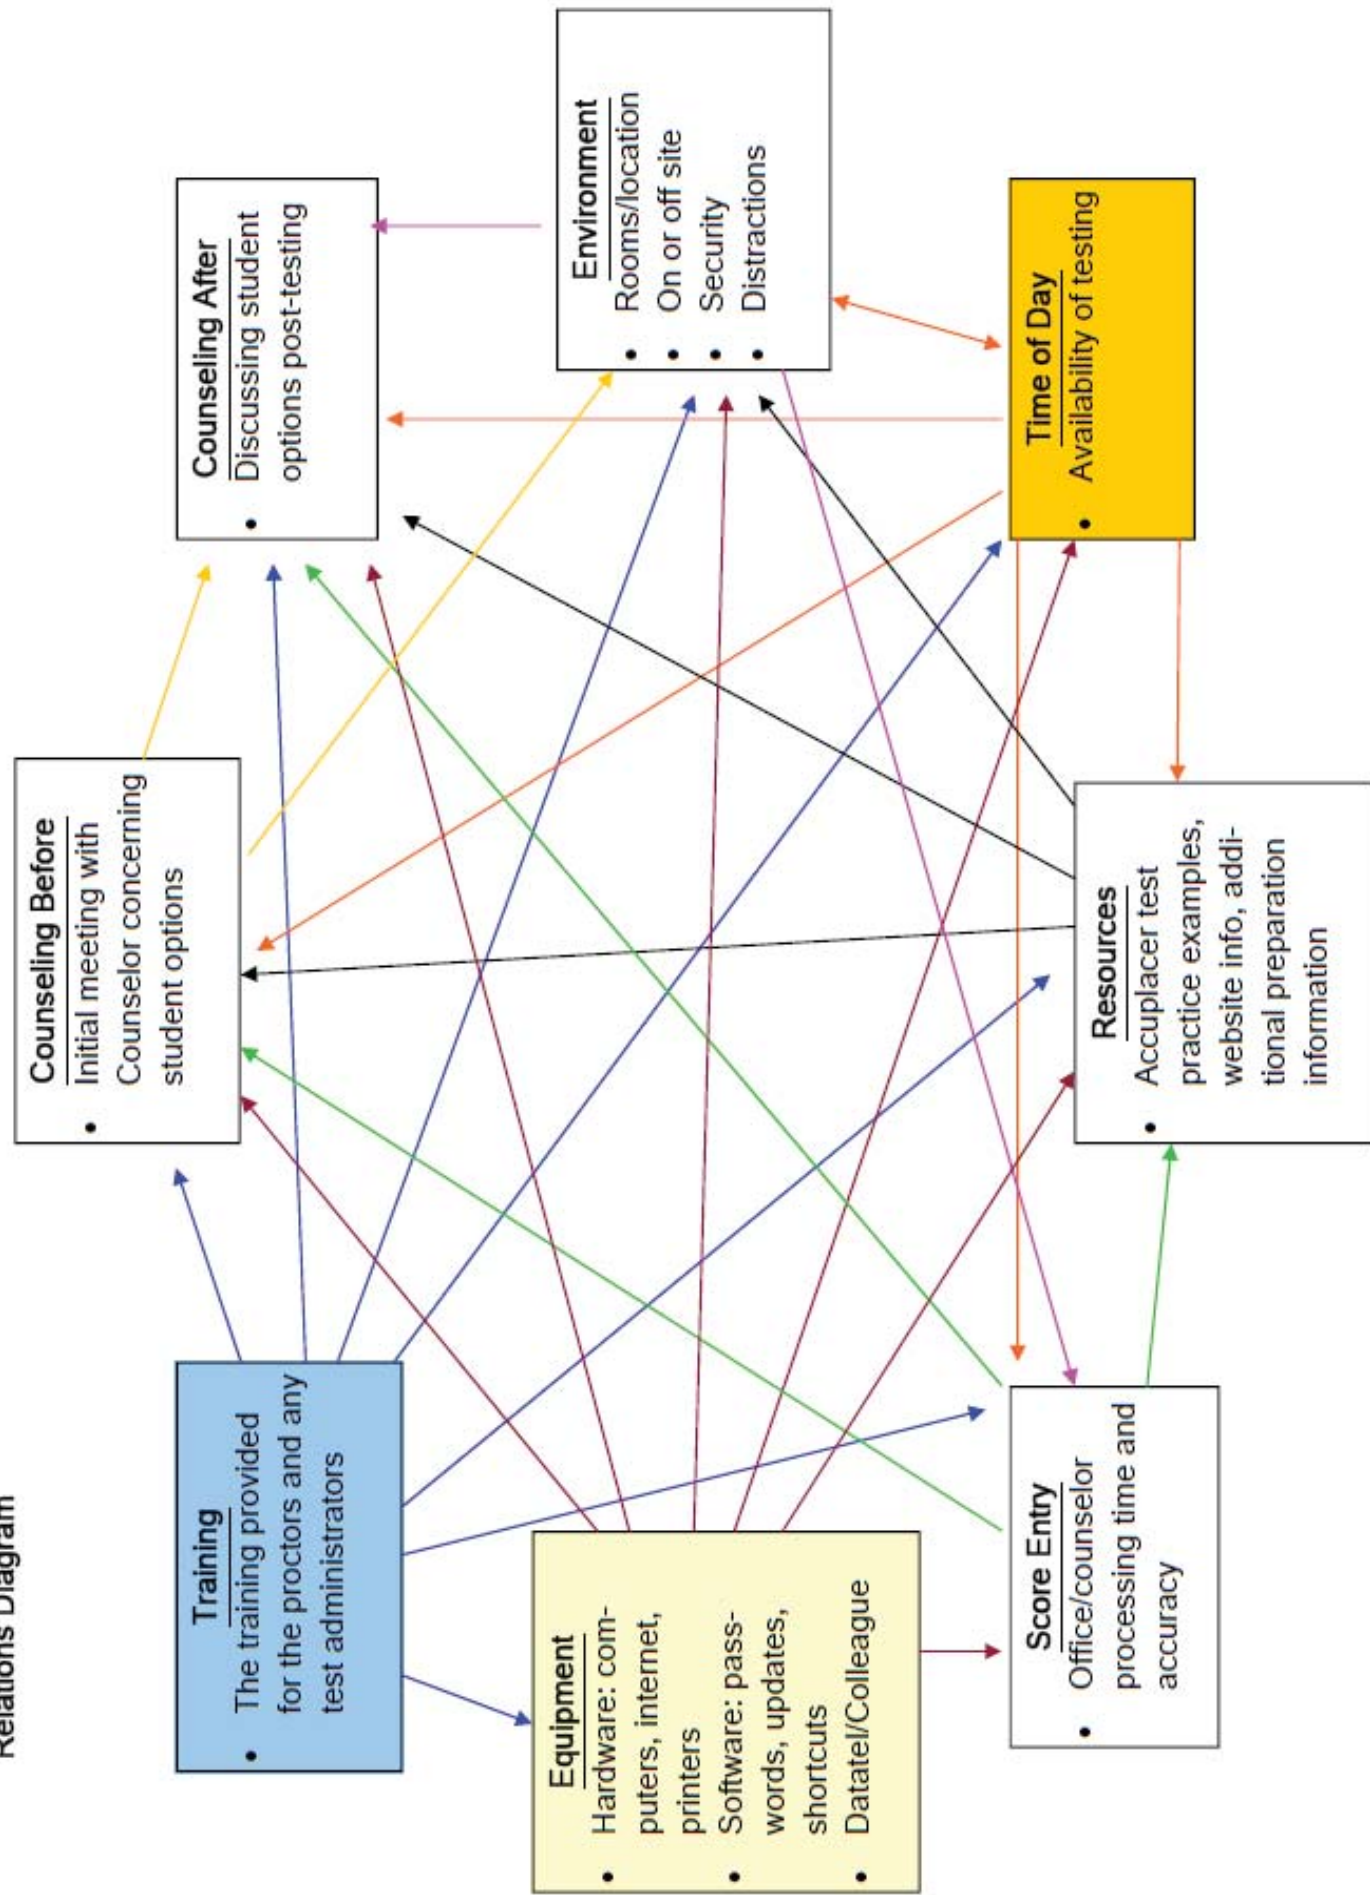 Relations Diagram
Counseling Before
• Initial meeting with
Counselor concerning
student options
Training
• The training provided
for the proctors and any
test administrators
Counseling After
• Discussing student
options post-testing
Equipment
• Hardware: com-
puters, internet,
printers
• Software: pass-
words, updates,
shortcuts
• Datatel/Colleague
Environment
• Rooms/location
• On or off site
• Security
• Distractions
Score Entry
• Office/counselor
processing time and
accuracy
Time of Day
• Availability of testing
Resources
• Accuplacer test
practice examples,
website info, addi-
tional preparation
information